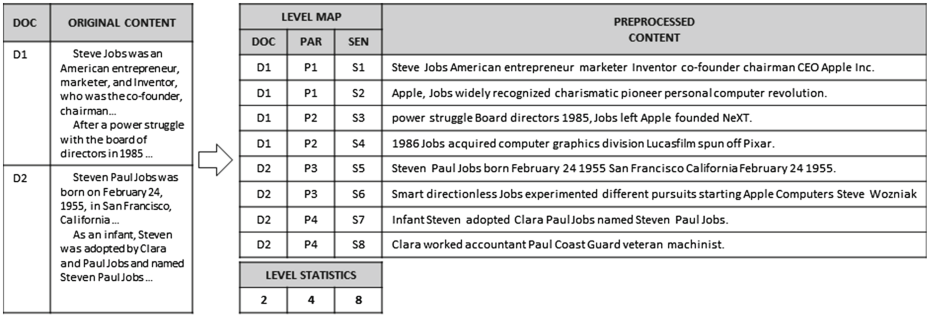 DOC ORIGINAL CONTENT
D1
Steve Jobs was an
American entrepreneur,
marketer, and Inventor,
who was the co-founder,
chairman...
After a power struggle
with the board of
directors in 1985 ...
D2
Steven Paul Jobs was
born on February 24,
1955, in San Francisco,
California ...
As an infant, Steven
was adopted by Clara
and Paul Jobs and named
Steven Paul Jobs ...
LEVEL MAP
PREPROCESSED
CONTENT
DOC PAR SEN
D1 P1 S1 Steve Jobs American entrepreneur marketer Inventor co-founder chairman CEO Apple Inc.
D1 P1 S2 Apple, Jobs widely recognized charismatic pioneer personal computer revolution.
D1 P2 S3 power struggle Board directors 1985, Jobs left Apple founded NeXT.
D1 P2 S4 1986 Jobs acquired computer graphics division Lucasfilm spun off Pixar.
D2 P3 S5 Steven Paul Jobs born February 24 1955 San Francisco California February 24 1955.
D2 P3 S6 Smart directionless Jobs experimented different pursuits starting Apple Computers Steve Wozniak
D2 P4 S7 Infant Steven adopted Clara Paul Jobs named Steven Paul Jobs.
D2 P4 S8 Clara worked accountant Paul Coast Guard veteran machinist.
LEVEL STATISTICS
2 4 8